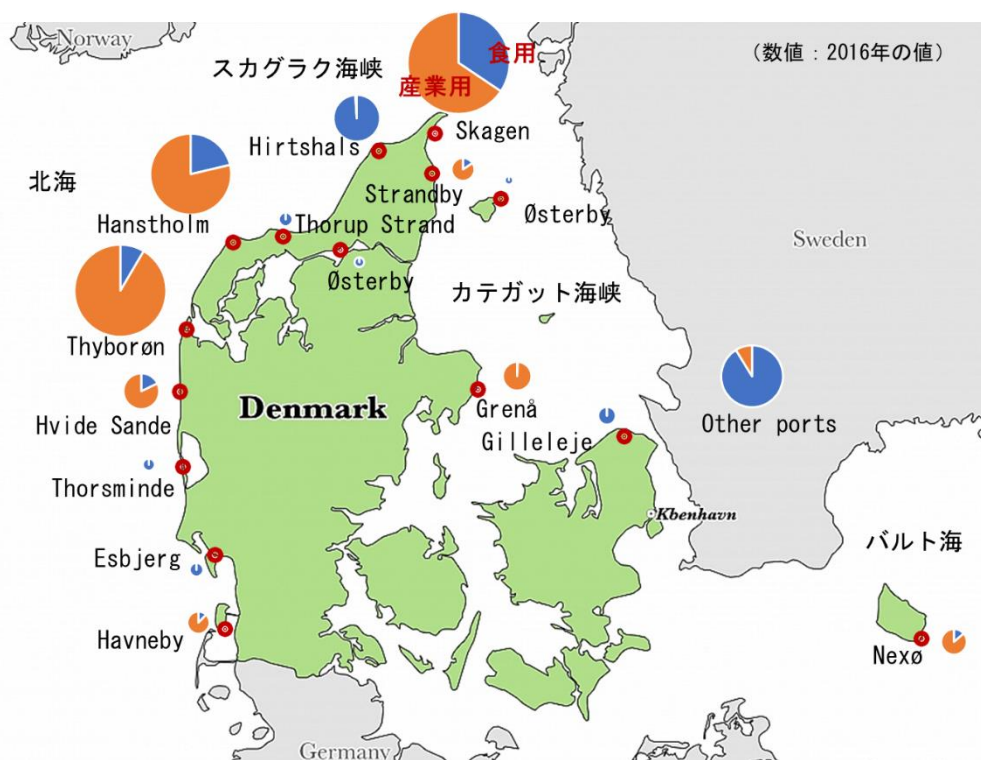 Norway
(数値：2016年の値)
食用
産業用
スカグラク海峡
Skagen
Hirtshals
北海
Strandby
Østerby
Hanstholm
Thorup Strand
Sweden
Østerby
カテガット海峡
Thyborøn
Denmark
Grenå
Other ports
Hvide Sande
Gilleleje
Thorsminde
Kbenhavn
バルト海
Esbjerg
Havneby
Nexø
Germany